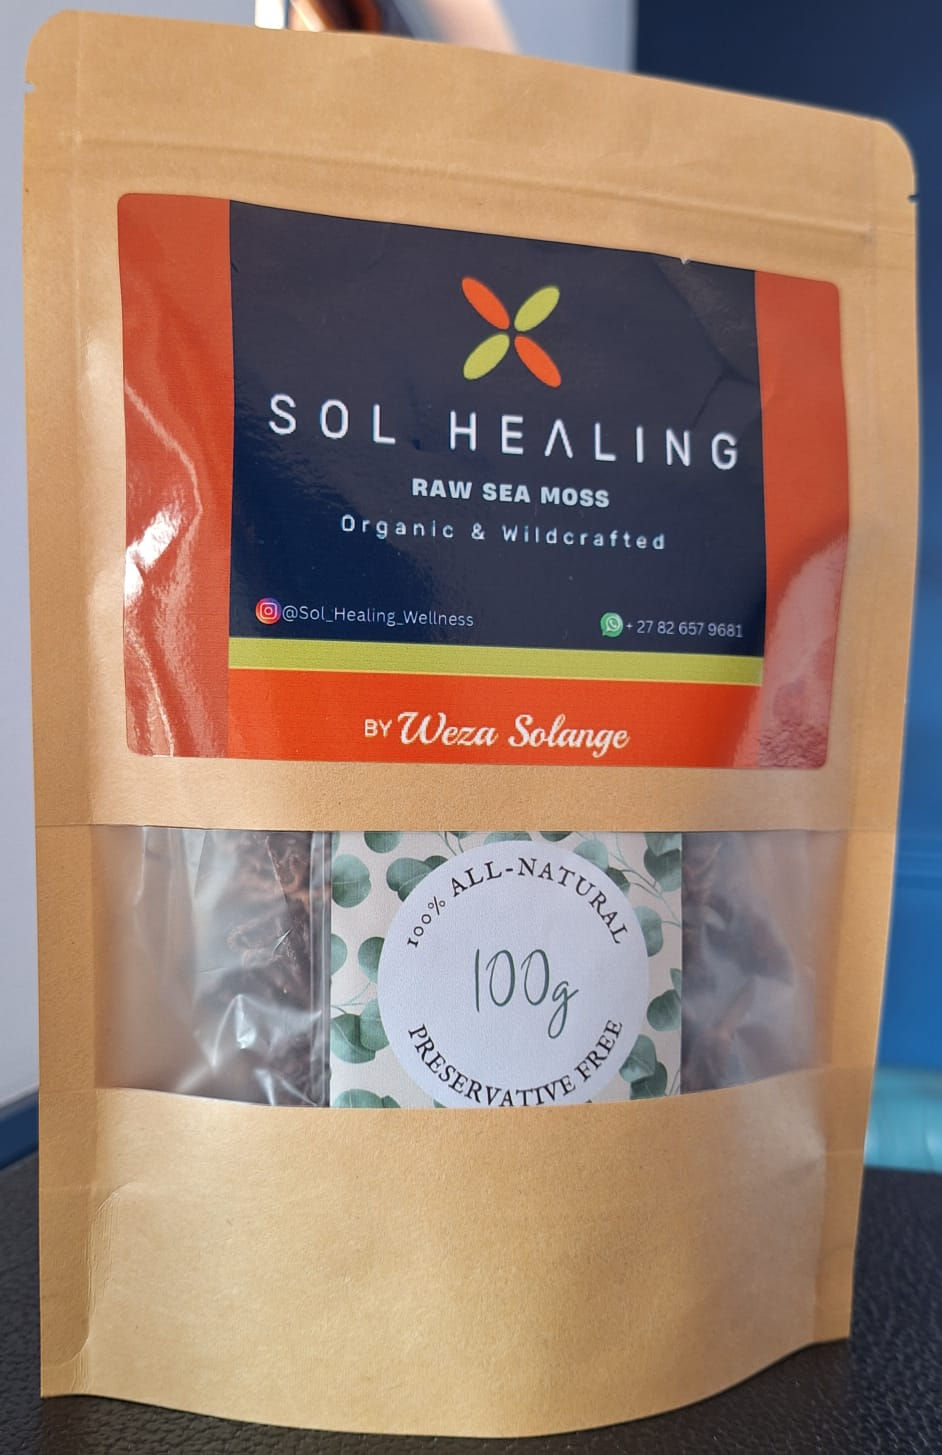 SOL HEALING
RAW SEA MOSS
Organic & Wildcrafted
@Sol_Healing_Wellness
+ 27 82 657 9681
BY Weza Solange
100% ALL-NATURAL
100g
PRESERVATIVE FREE